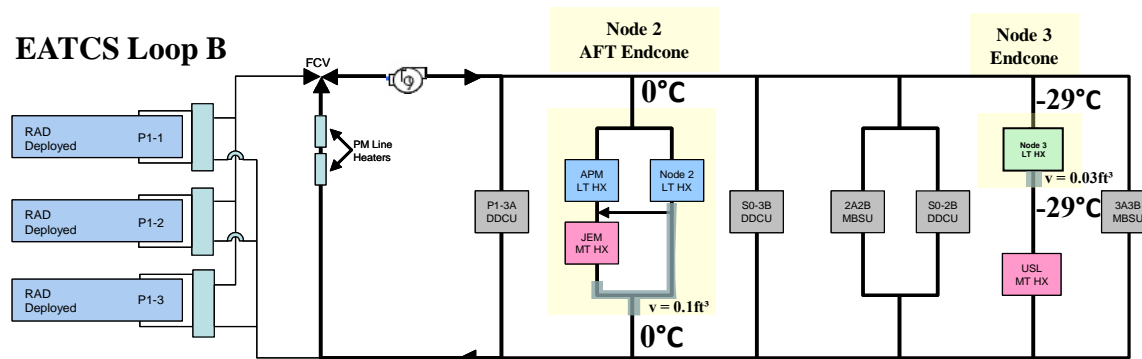 EATCS Loop B
Node 2
AFT Endcone
Node 3
Endcone
FCV
0°C
-29°C
RAD
Deployed
P1-1
PM Line
Heaters
APM
LT HX
Node 2
LT HX
Node 3
LT HX
v = 0.03ft³
-29°C
RAD
Deployed
P1-2
P1-3A
DDCU
JEM
MT HX
S0-3B
DDCU
2A2B
MBSU
S0-2B
DDCU
3A3B
MBSU
RAD
Deployed
P1-3
USL
MT HX
v = 0.1ft³
0°C